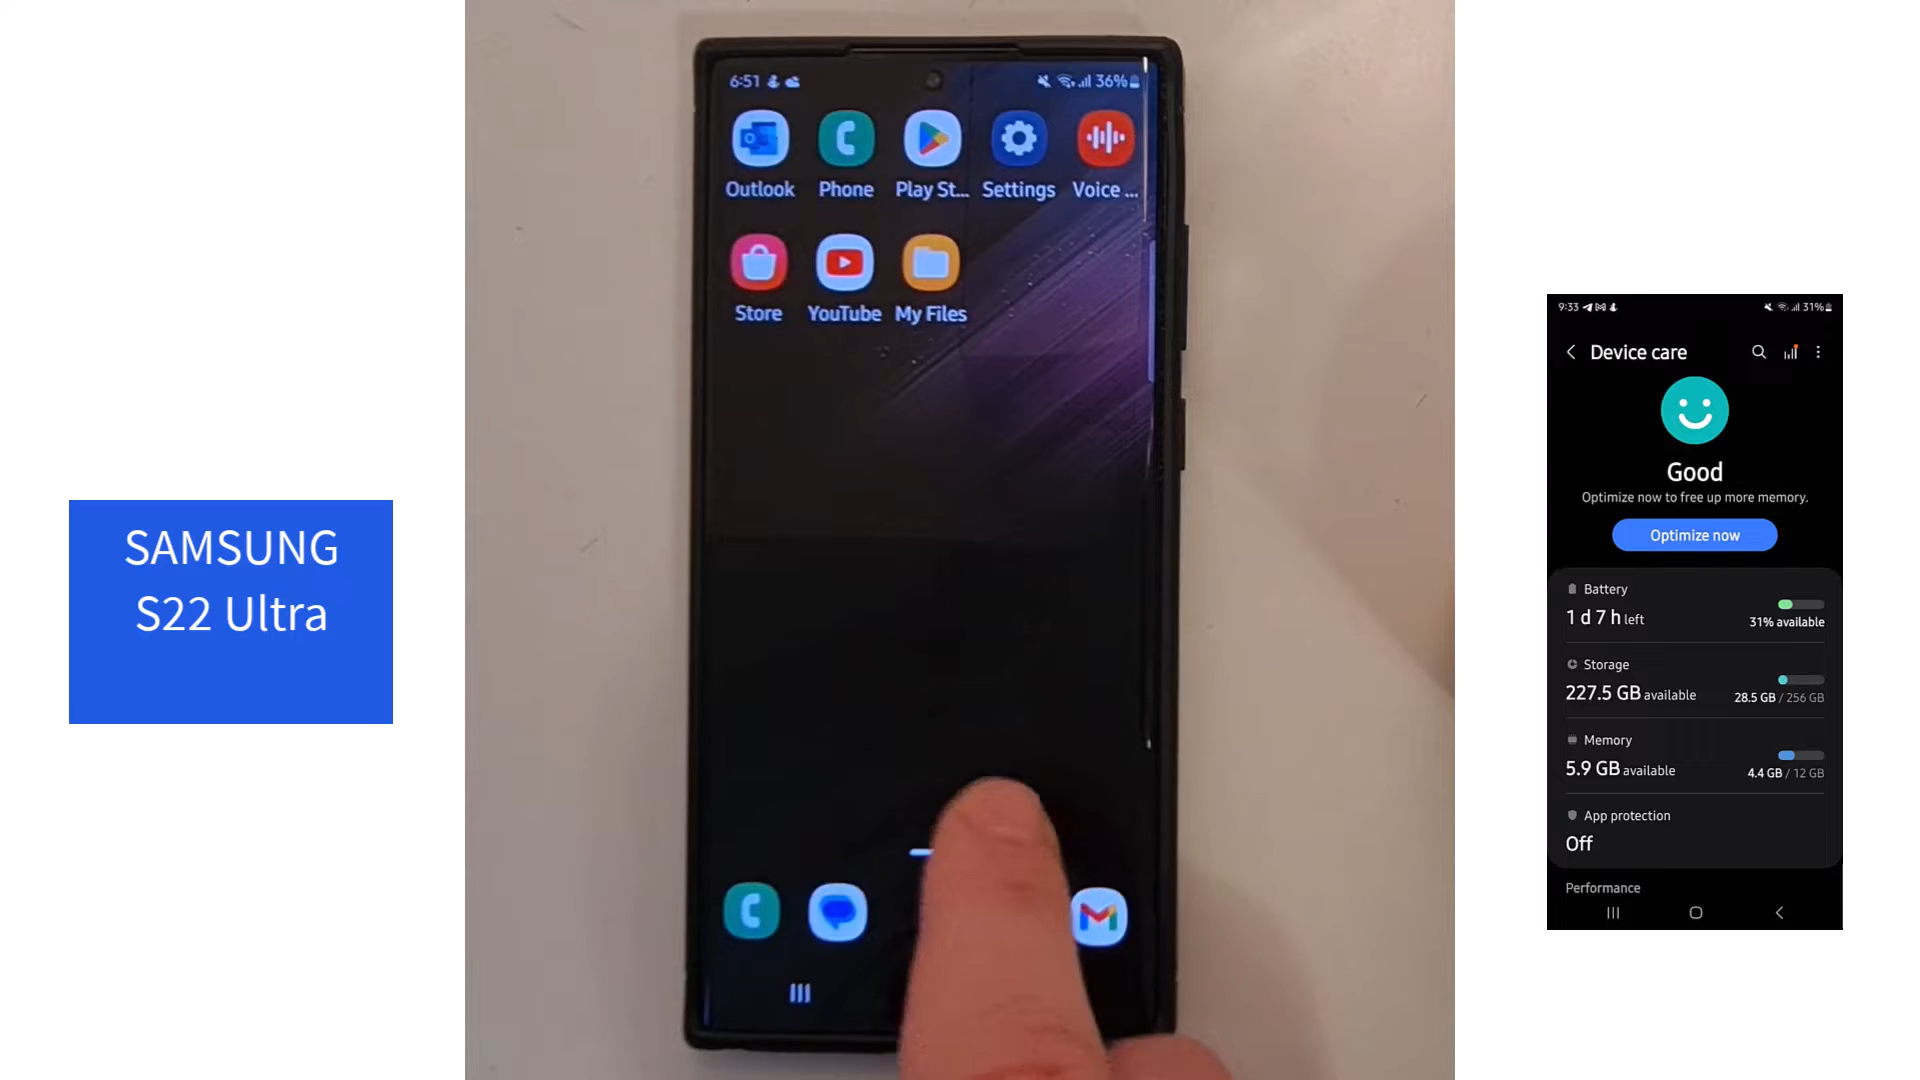 SAMSUNG
S22 Ultra
6:51
36%
Outlook
Phone
Play St...
Settings
Voice ...
Store
YouTube
My Files
9:33
31%
Device care
Good
Optimize now to free up more memory.
Optimize now
Battery
1 d 7 h left
31% available
Storage
227.5 GB available
28.5 GB / 256 GB
Memory
5.9 GB available
4.4 GB / 12 GB
App protection
Off
Performance